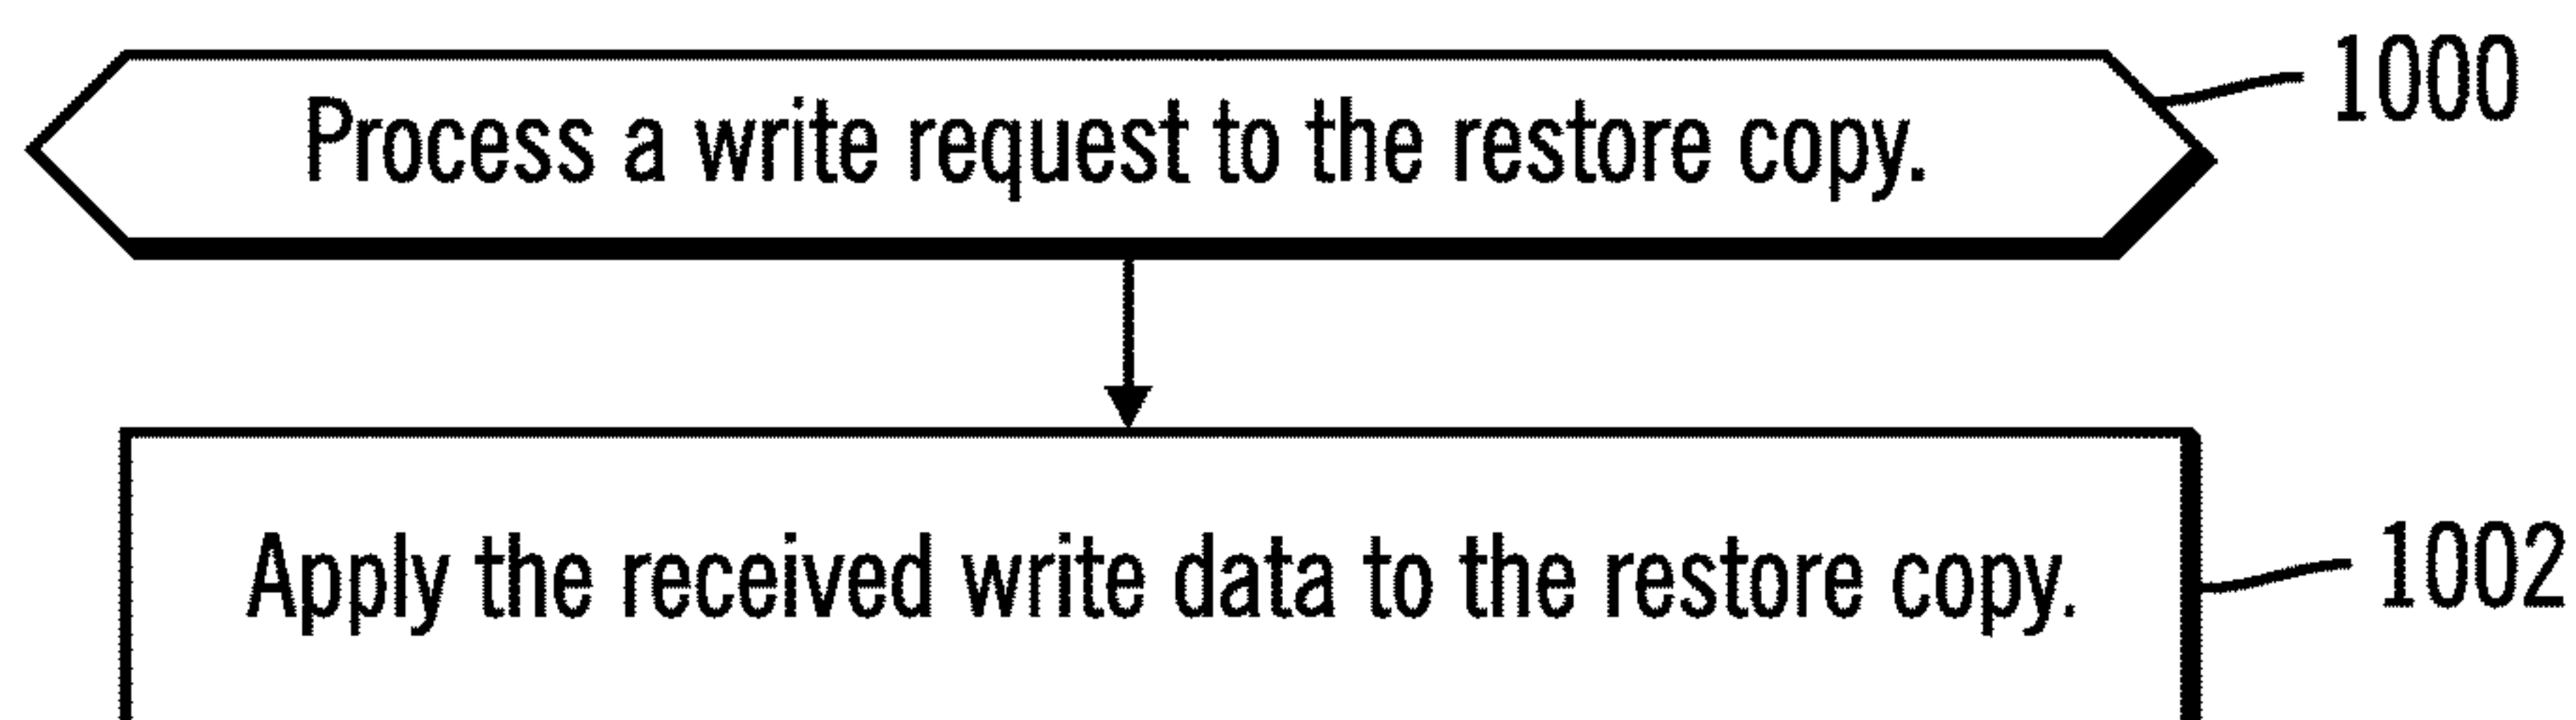 Process a write request to the restore copy.
1000
Apply the received write data to the restore copy.
1002